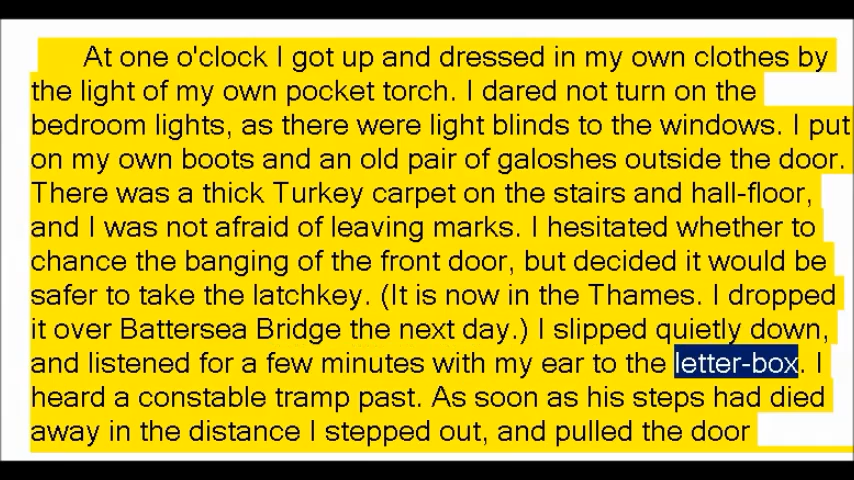 At one o'clock I got up and dressed in my own clothes by
the light of my own pocket torch. I dared not turn on the
bedroom lights, as there were light blinds to the windows. I put
on my own boots and an old pair of galoshes outside the door.
There was a thick Turkey carpet on the stairs and hall-floor,
and I was not afraid of leaving marks. I hesitated whether to
chance the banging of the front door, but decided it would be
safer to take the latchkey. (It is now in the Thames. I dropped
it over Battersea Bridge the next day.) I slipped quietly down,
and listened for a few minutes with my ear to the letter-box. I
heard a constable tramp past. As soon as his steps had died
away in the distance I stepped out, and pulled the door